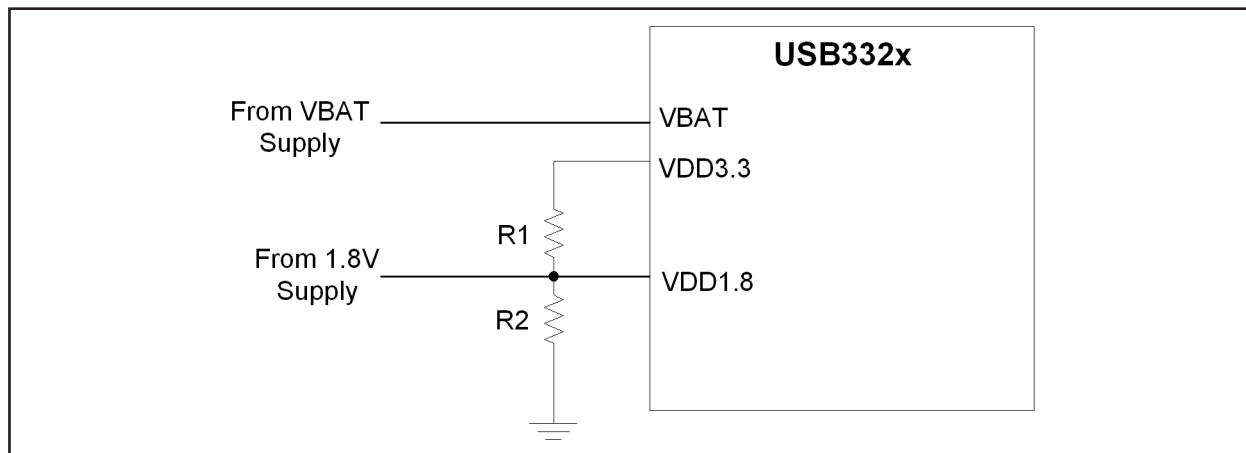 USB332x
From VBAT
Supply
VBAT
VDD3.3
R1
From 1.8V
Supply
VDD1.8
R2